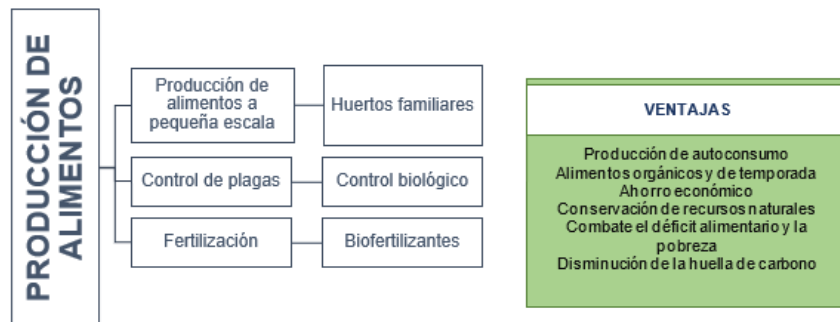 PRODUCCIÓN DE
ALIMENTOS
Producción de
alimentos a
pequeña escala
Huertos familiares
Control de plagas
Control biológico
Fertilización
Biofertilizantes
VENTAJAS
Producción de autoconsumo
Alimentos orgánicos y de temporada
Ahorro económico
Conservación de recursos naturales
Combate el déficit alimentario y la
pobreza
Disminución de la huella de carbono